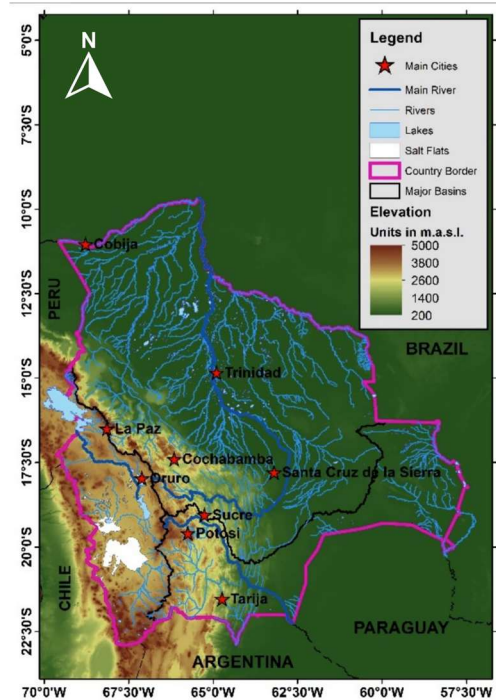 N
Legend
Main Cities
Main River
Rivers
Lakes
Salt Flats
Country Border
Major Basins
Elevation
Units in m.a.s.l.
5000
3800
2600
1400
200
5°0'S
7°30'S
10°0'S
12°30'S
15°0'S
17°30'S
20°0'S
22°30'S
Cobija
PERU
BRAZIL
Trinidad
La Paz
Cochabamba
Oruro
Santa Cruz de la Sierra
Sucre
Potosi
CHILE
Tarija
PARAGUAY
ARGENTINA
70°0'W
67°30'W
65°0'W
62°30'W
60°0'W
57°30'W